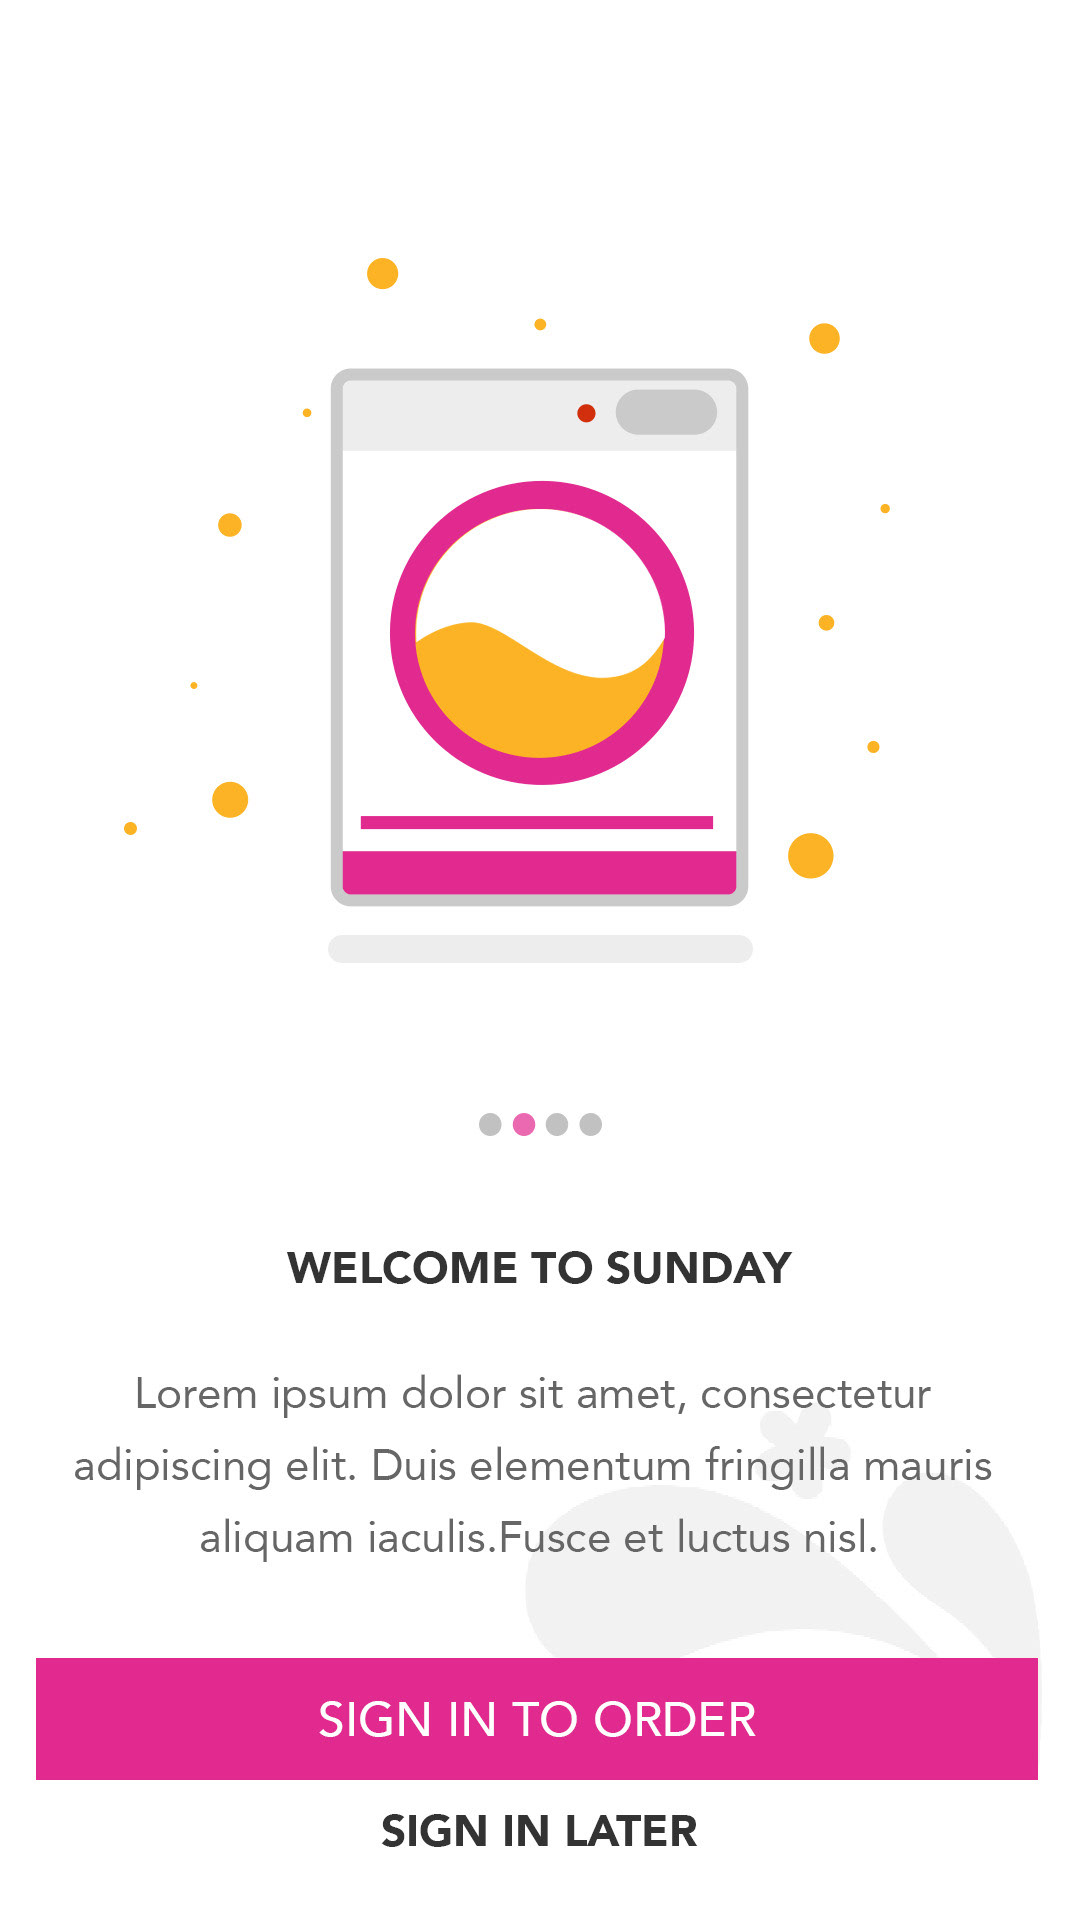 WELCOME TO SUNDAY
Lorem ipsum dolor sit amet, consectetur
adipiscing elit. Duis elementum fringilla mauris
aliquam iaculis.Fusce et luctus nisl.
SIGN IN TO ORDER
SIGN IN LATER